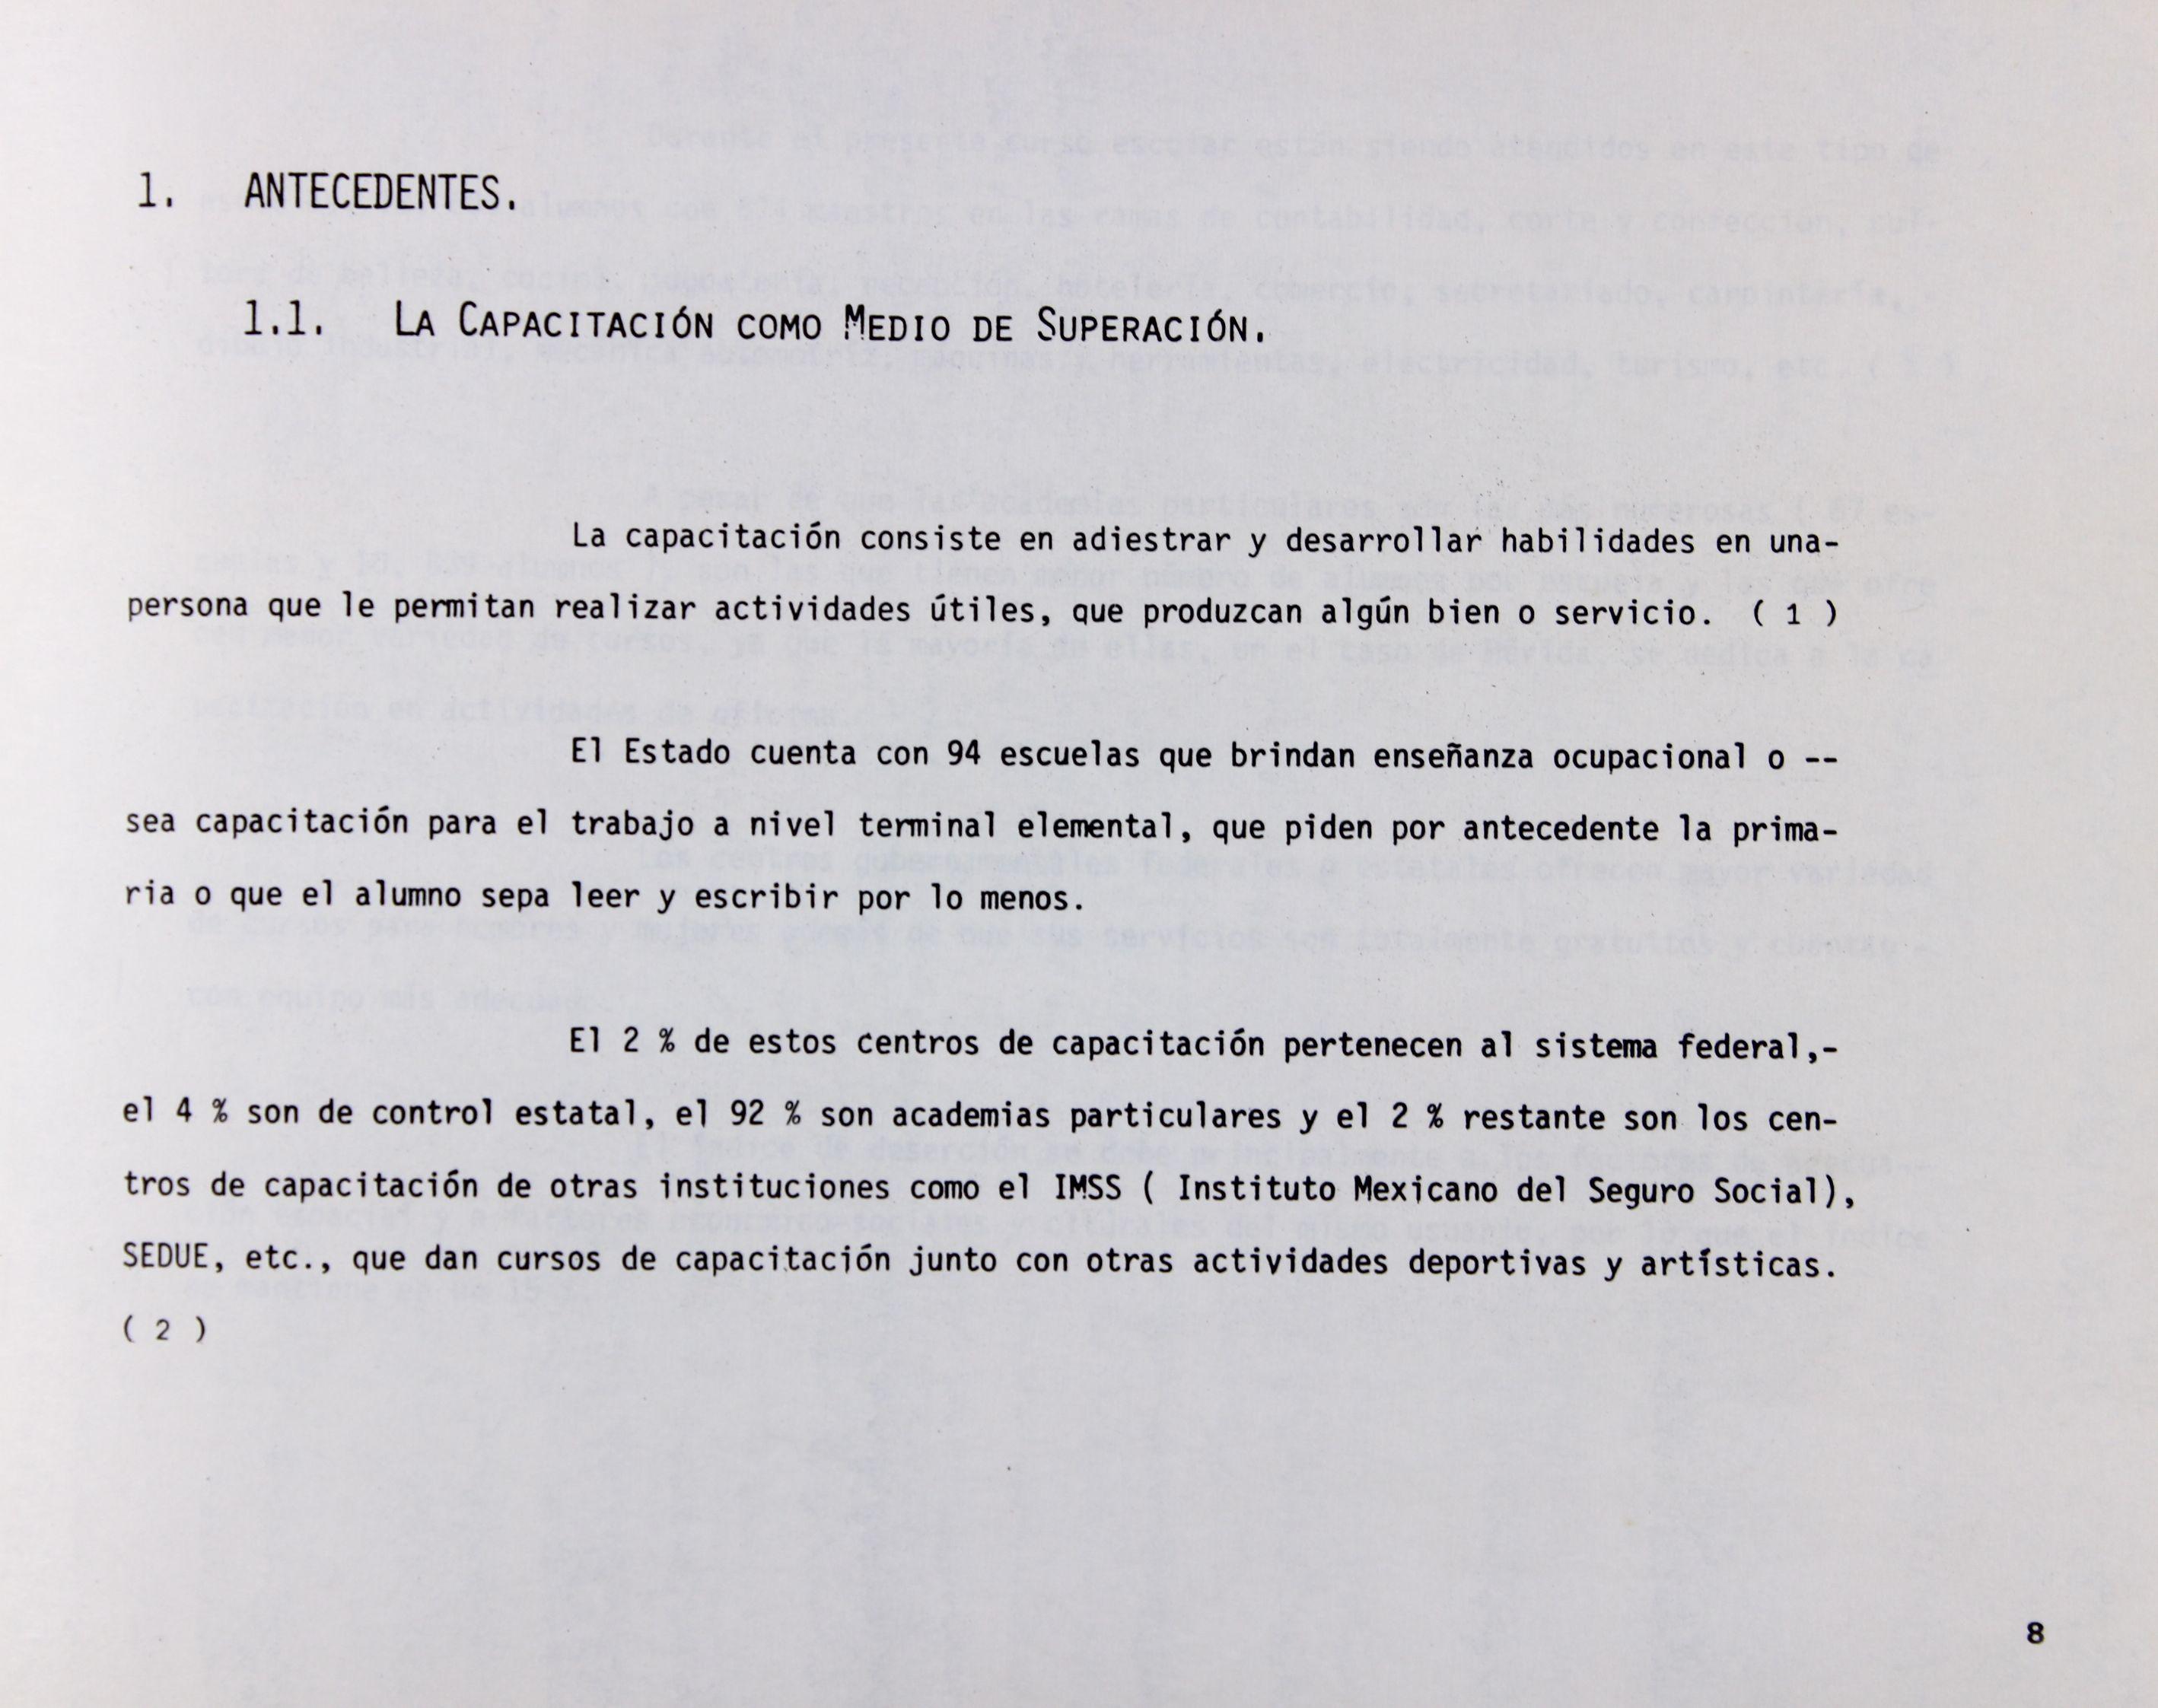 1. ANTECEDENTES.
1.1. LA CAPACITACIÓN COMO MEDIO DE SUPERACIÓN.
La capacitación consiste en adiestrar y desarrollar habilidades en una-
persona que le permitan realizar actividades útiles, que produzcan algún bien o servicio. ( 1 )
El Estado cuenta con 94 escuelas que brindan enseñanza ocupacional o --
sea capacitación para el trabajo a nivel terminal elemental, que piden por antecedente la prima-
ria o que el alumno sepa leer y escribir por lo menos.
El 2 % de estos centros de capacitación pertenecen al sistema federal,-
el 4 % son de control estatal, el 92 % son academias particulares y el 2 % restante son los cen-
tros de capacitación de otras instituciones como el IMSS ( Instituto Mexicano del Seguro Social),
SEDUE, etc., que dan cursos de capacitación junto con otras actividades deportivas y artísticas.
( 2 )
8